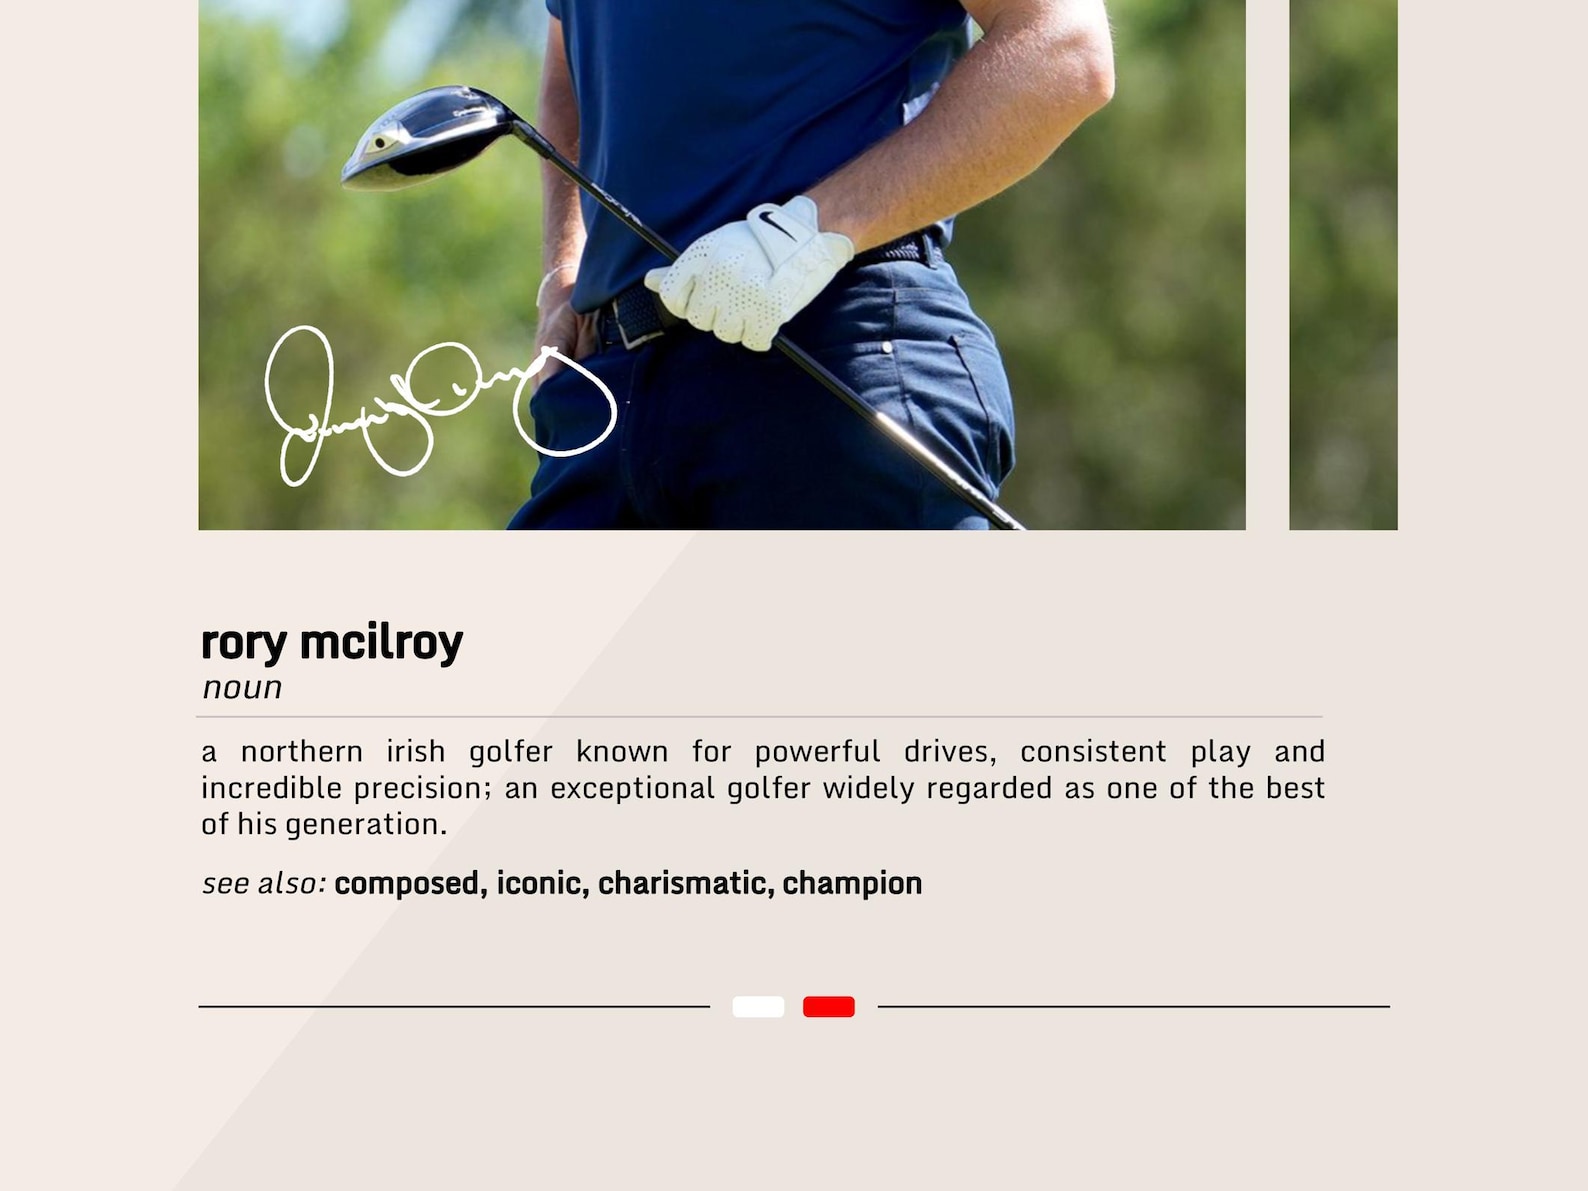 rory mcilroy
noun
a northern irish golfer known for powerful drives, consistent play and
incredible precision; an exceptional golfer widely regarded as one of the best
of his generation.
see also: composed, iconic, charismatic, champion